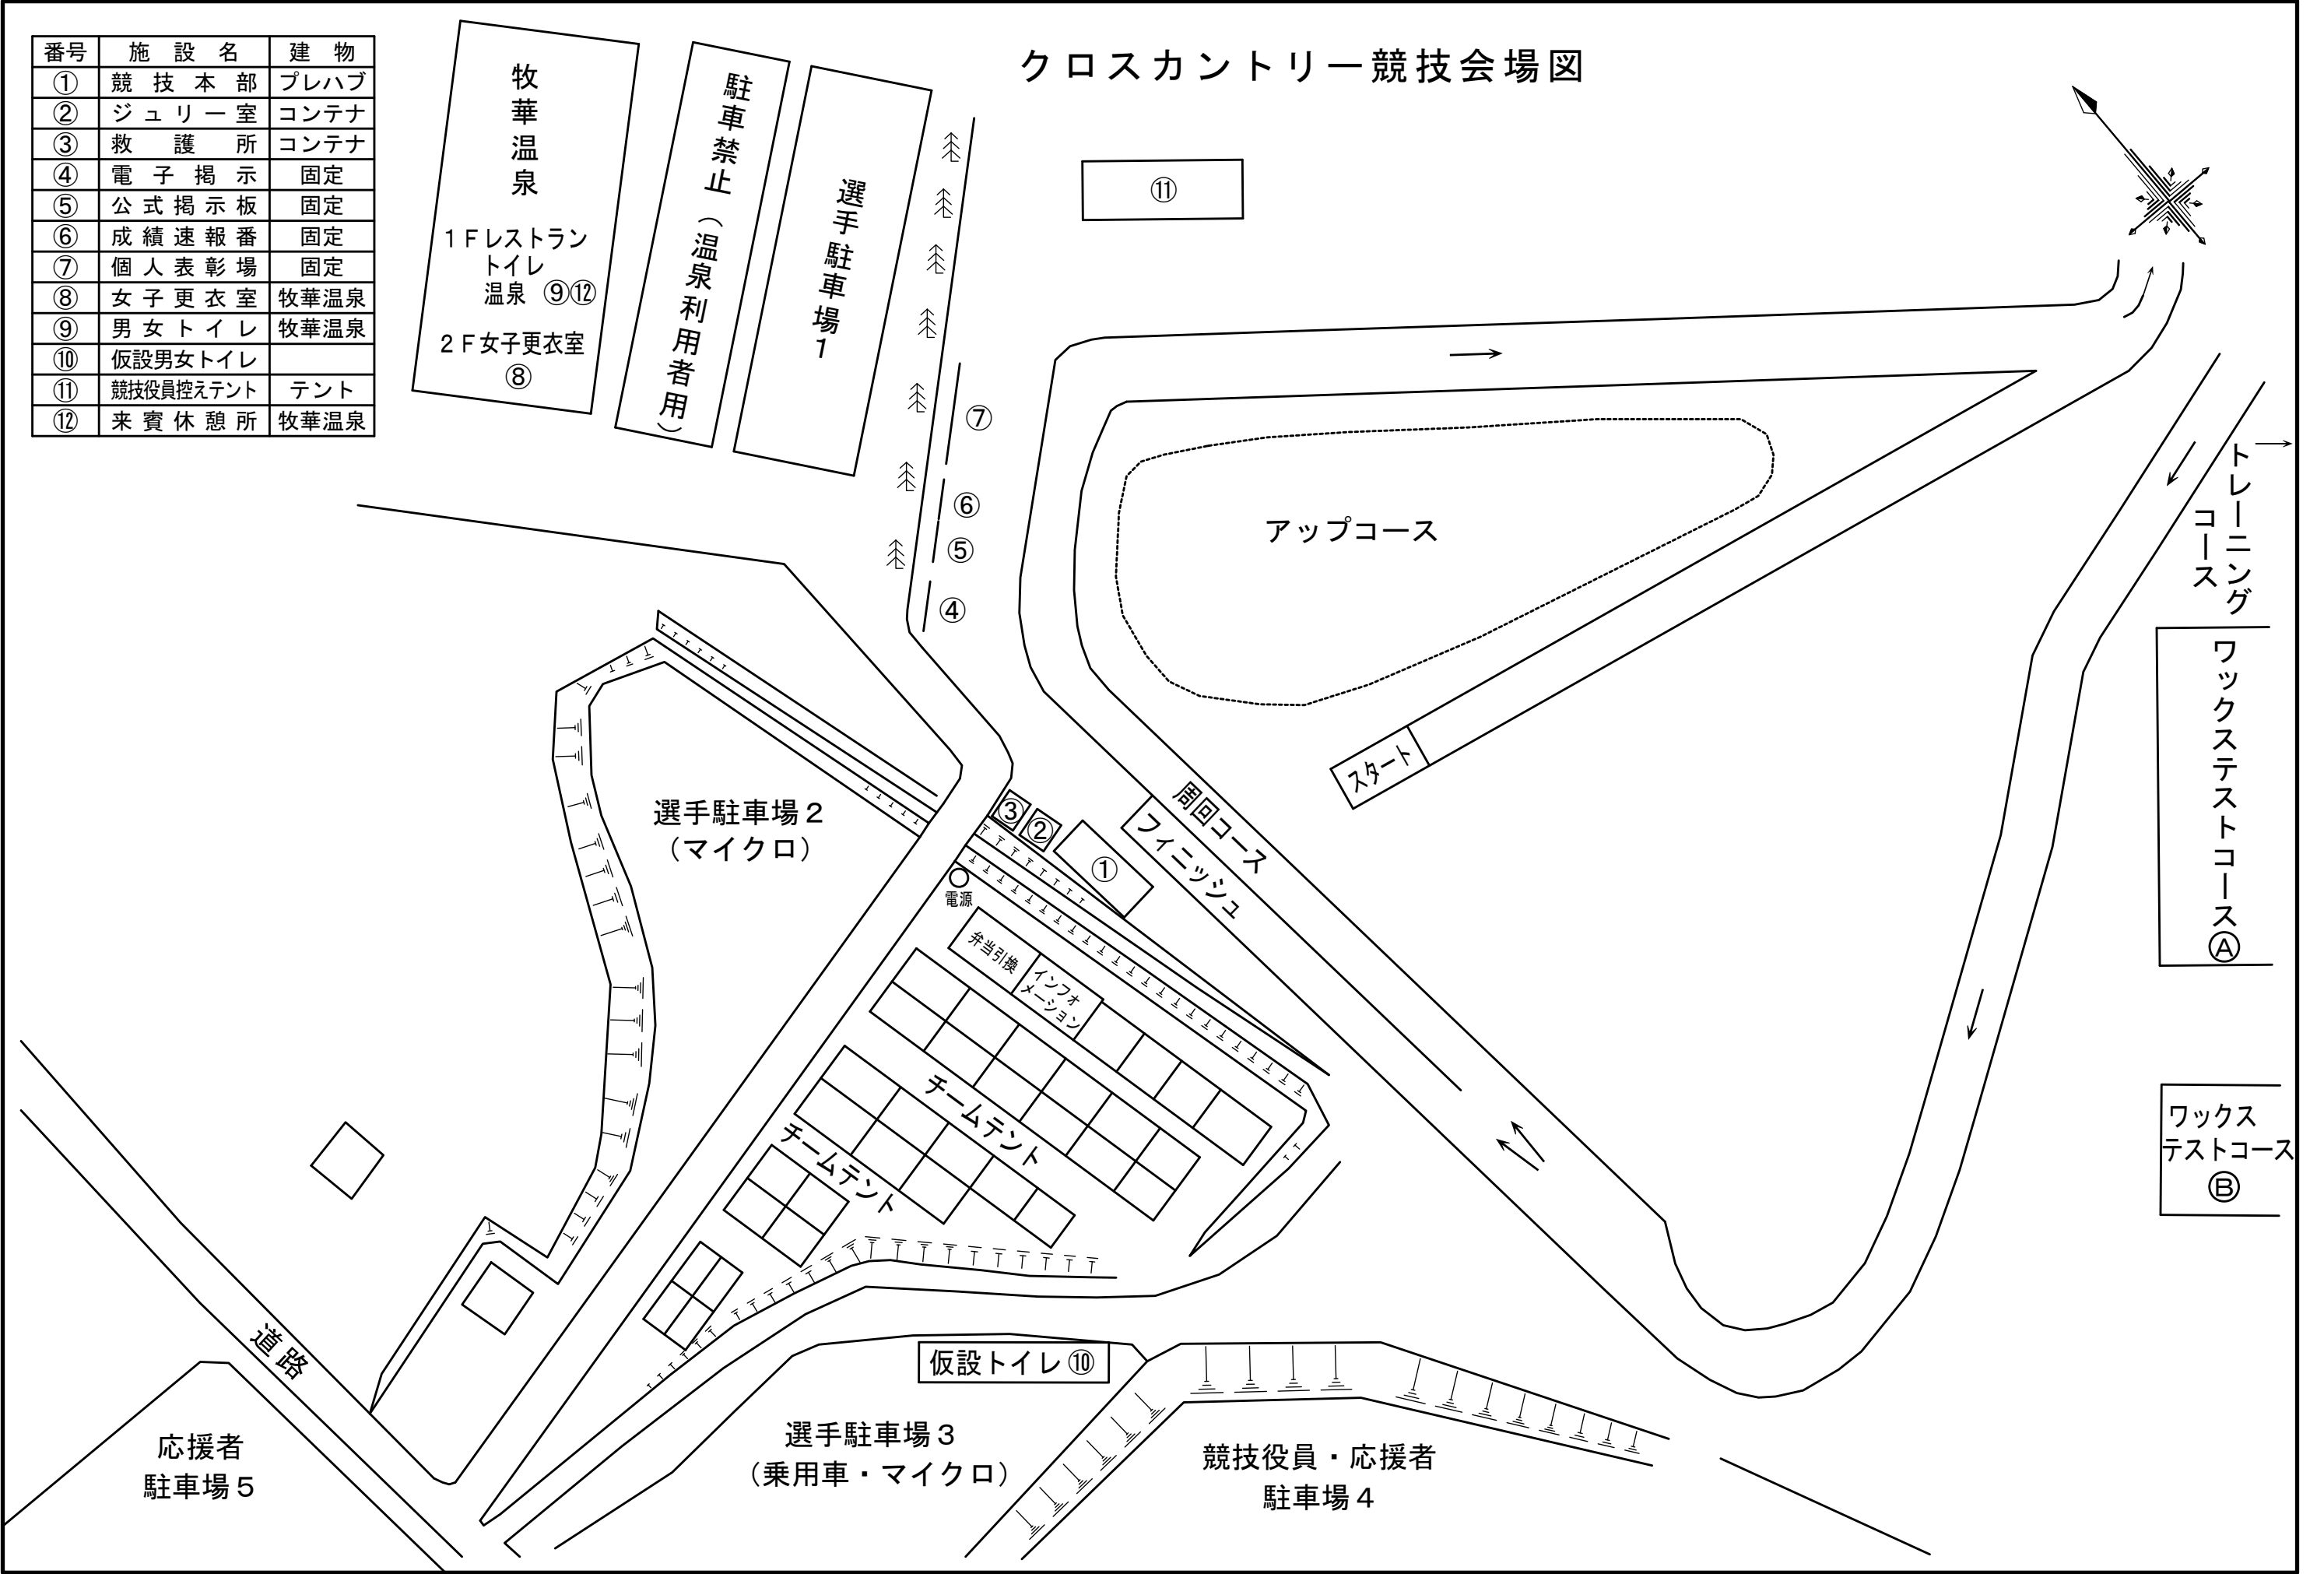 クロスカントリー競技会場図
番号 施設名 建物
① 競技本部 プレハブ
② ジュリー室 コンテナ
③ 救護所 コンテナ
④ 電子掲示 固定
⑤ 公式掲示板 固定
⑥ 成績速報番 固定
⑦ 個人表彰場 固定
⑧ 女子更衣室 牧華温泉
⑨ 男女トイレ 牧華温泉
⑩ 仮設男女トイレ
⑪ 競技役員控えテント テント
⑫ 来賓休憩所 牧華温泉
牧華温泉
1Fレストラン
トイレ
温泉 ⑨⑫
2F女子更衣室
⑧
駐車禁止（温泉利用者用）
選手駐車場1
⑪
⑦
⑥
⑤
④
アップコース
スタート
トレーニング
コース
ワックステストコースⒶ
ワックス
テストコース
Ⓑ
周回コース
フィニッシュ
③
②
①
電源
弁当引換
インフォ
メーション
チームテント
チームテント
選手駐車場2
（マイクロ）
道路
応援者
駐車場5
仮設トイレ⑩
選手駐車場3
（乗用車・マイクロ）
競技役員・応援者
駐車場4